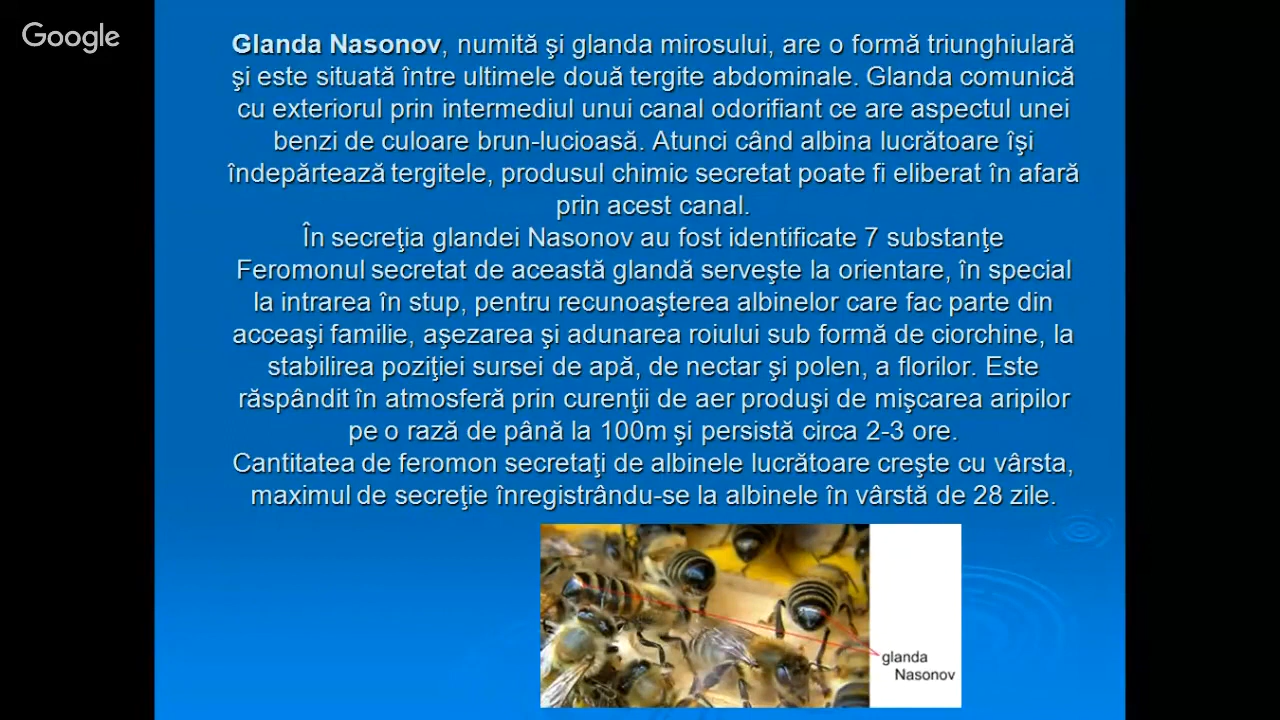 Google
Glanda Nasonov, numită şi glanda mirosului, are o formă triunghiulară
şi este situată între ultimele două tergite abdominale. Glanda comunică
cu exteriorul prin intermediul unui canal odorifiant ce are aspectul unei
benzi de culoare brun-lucioasă. Atunci când albina lucrătoare îşi
îndepărtează tergitele, produsul chimic secretat poate fi eliberat în afară
prin acest canal.
În secreţia glandei Nasonov au fost identificate 7 substanţe
Feromonul secretat de această glandă serveşte la orientare, în special
la intrarea în stup, pentru recunoaşterea albinelor care fac parte din
acceaşi familie, aşezarea şi adunarea roiului sub formă de ciorchine, la
stabilirea poziţiei sursei de apă, de nectar şi polen, a florilor. Este
răspândit în atmosferă prin curenţii de aer produşi de mişcarea aripilor
pe o rază de până la 100m şi persistă circa 2-3 ore.
Cantitatea de feromon secretaţi de albinele lucrătoare creşte cu vârsta,
maximul de secreţie înregistrându-se la albinele în vârstă de 28 zile.
glanda
Nasonov